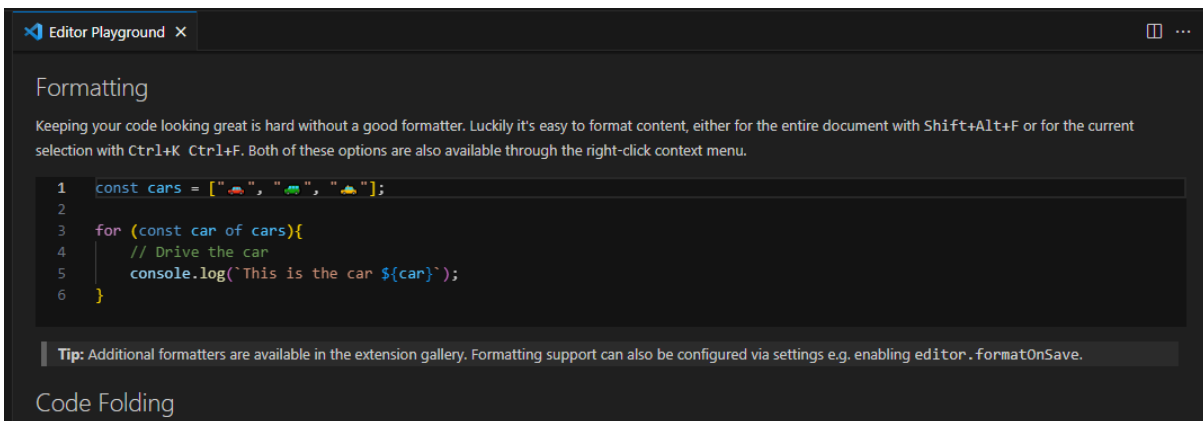 Editor Playground
Formatting
Keeping your code looking great is hard without a good formatter. Luckily it's easy to format content, either for the entire document with Shift+Alt+F or for the current
selection with Ctrl+K Ctrl+F. Both of these options are also available through the right-click context menu.
1 const cars = ["🚗", "🚙", "🚕"];
2
3 for (const car of cars){
4 // Drive the car
5 console.log(`This is the car ${car}`);
6 }
Tip: Additional formatters are available in the extension gallery. Formatting support can also be configured via settings e.g. enabling editor.formatOnSave.
Code Folding